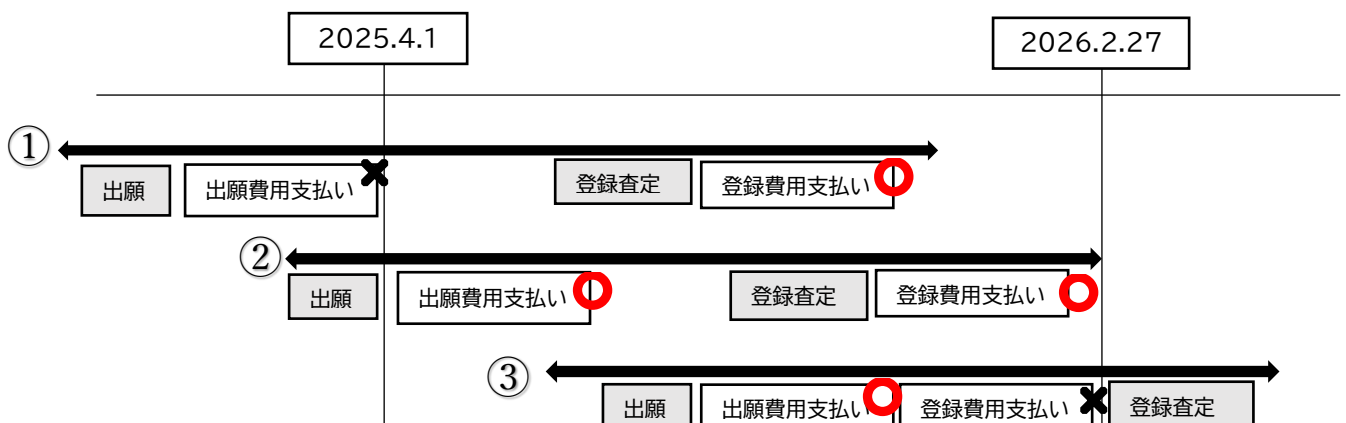 2025.4.1
2026.2.27
①
出願
出願費用支払い
登録査定
登録費用支払い
②
出願
出願費用支払い
登録査定
登録費用支払い
③
出願
出願費用支払い
登録費用支払い
登録査定